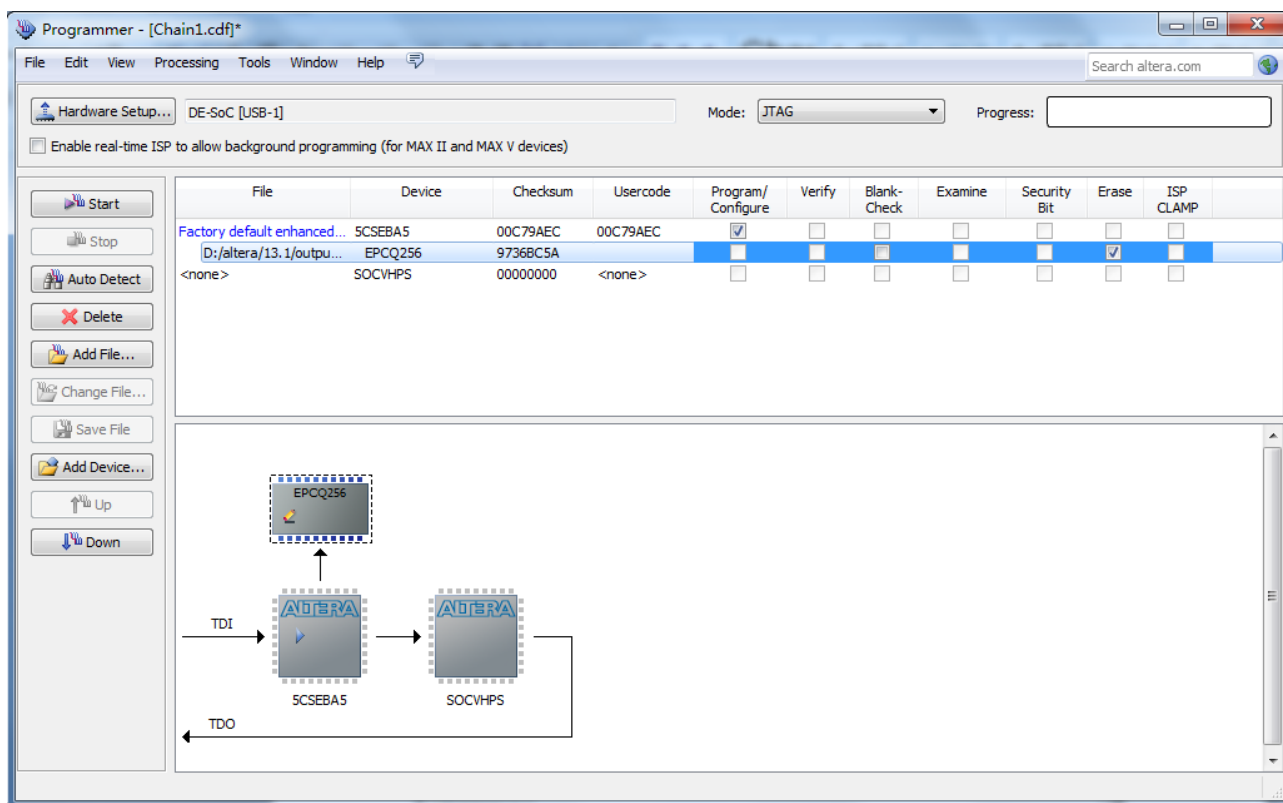 Programmer - [Chain1.cdf]*
File Edit View Processing Tools Window Help
Search altera.com
Hardware Setup... DE-SoC [USB-1] Mode: JTAG Progress:
Enable real-time ISP to allow background programming (for MAX II and MAX V devices)
Start
Stop
Auto Detect
Delete
Add File...
Change File...
Save File
Add Device...
Up
Down
File Device Checksum Usercode Program/ Verify Blank- Examine Security Erase ISP
Configure Check Bit CLAMP
Factory default enhanced... 5CSEBA5 00C79AEC 00C79AEC
D:/altera/13.1/outpu... EPCQ256 9736BC5A
<none> SOCVHPS 00000000 <none>
EPCQ256
ALTERA ALTERA
TDI
5CSEBA5 SOCVHPS
TDO